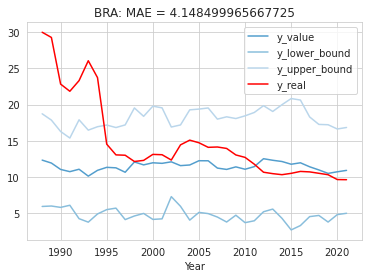 BRA: MAE = 4.148499965667725
y_value
y_lower_bound
y_upper_bound
y_real
30
25
20
15
10
5
1990 1995 2000 2005 2010 2015 2020
Year